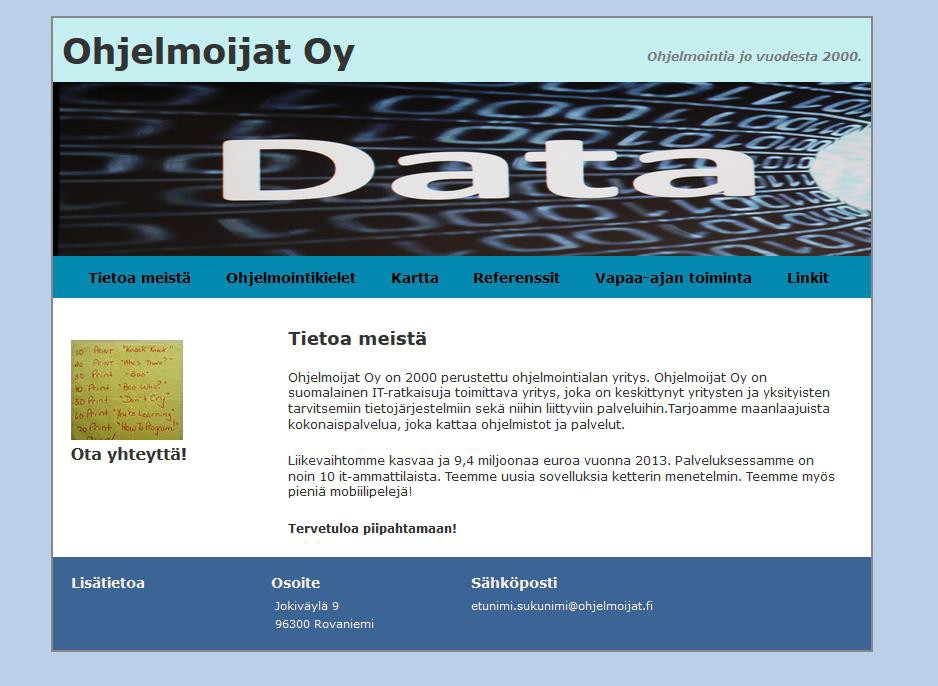 Ohjelmoijat Oy
Ohjelmointia jo vuodesta 2000.
Data
Tietoa meistä Ohjelmointikielet Kartta Referenssit Vapaa-ajan toiminta Linkit
10 Print "Knock Knock"
20 Print "Who's There?"
30 Print "Boo"
40 Print "Boo Who?"
50 Print "Don't Cry"
60 Print "You're Learning
70 Print "How To Program!"
Ota yhteyttä!
Tietoa meistä
Ohjelmoijat Oy on 2000 perustettu ohjelmointialan yritys. Ohjelmoijat Oy on
suomalainen IT-ratkaisuja toimittava yritys, joka on keskittynyt yritysten ja yksityisten
tarvitsemiin tietojärjestelmiin sekä niihin liittyviin palveluihin.Tarjoamme maanlaajuista
kokonaispalvelua, joka kattaa ohjelmistot ja palvelut.
Liikevaihtomme kasvaa ja 9,4 miljoonaa euroa vuonna 2013. Palveluksessamme on
noin 10 it-ammattilaista. Teemme uusia sovelluksia ketterin menetelmin. Teemme myös
pieniä mobiilipelejä!
Tervetuloa piipahtamaan!
Lisätietoa
Osoite
Jokiväylä 9
96300 Rovaniemi
Sähköposti
etunimi.sukunimi@ohjelmoijat.fi